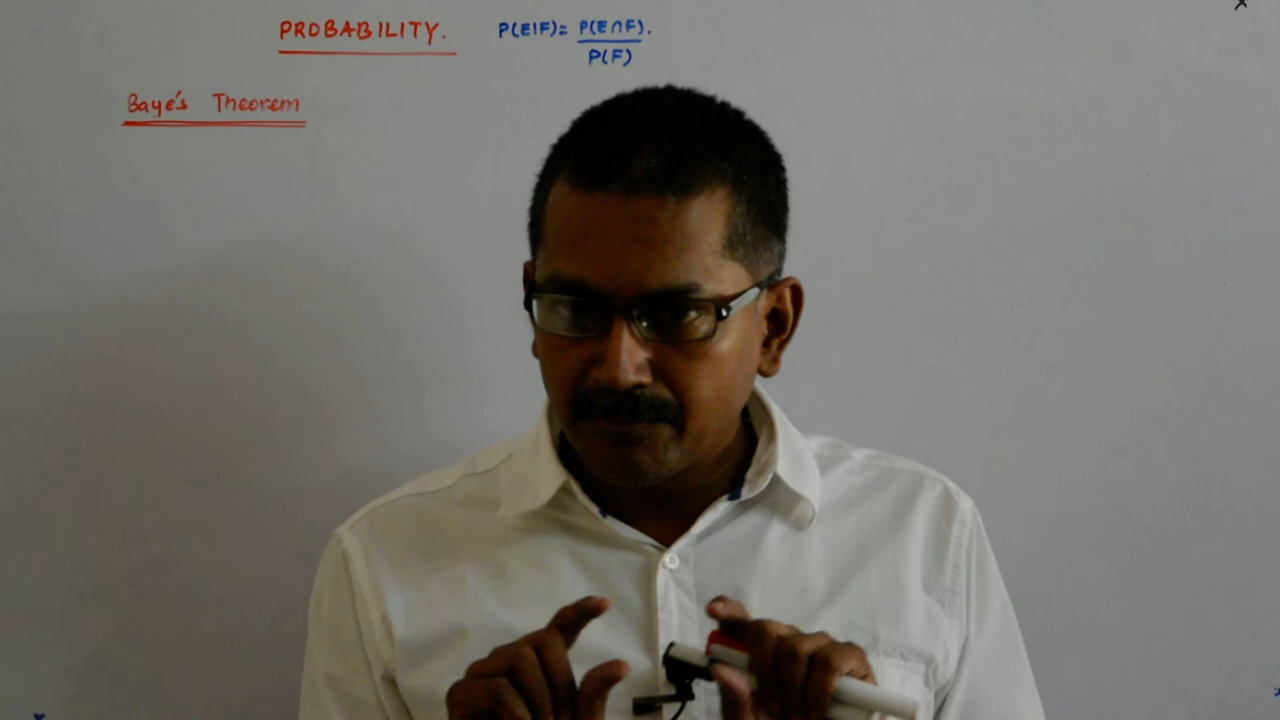 PROBABILITY. P(E|F)= P(E∩F).
P(F)
Baye's Theorem